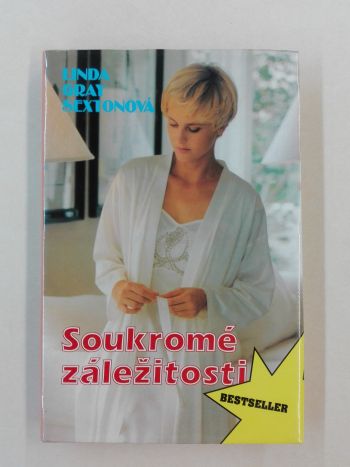 LINDA
GRAY
SEXTONOVÁ
Soukromé
záležitosti
BESTSELLER